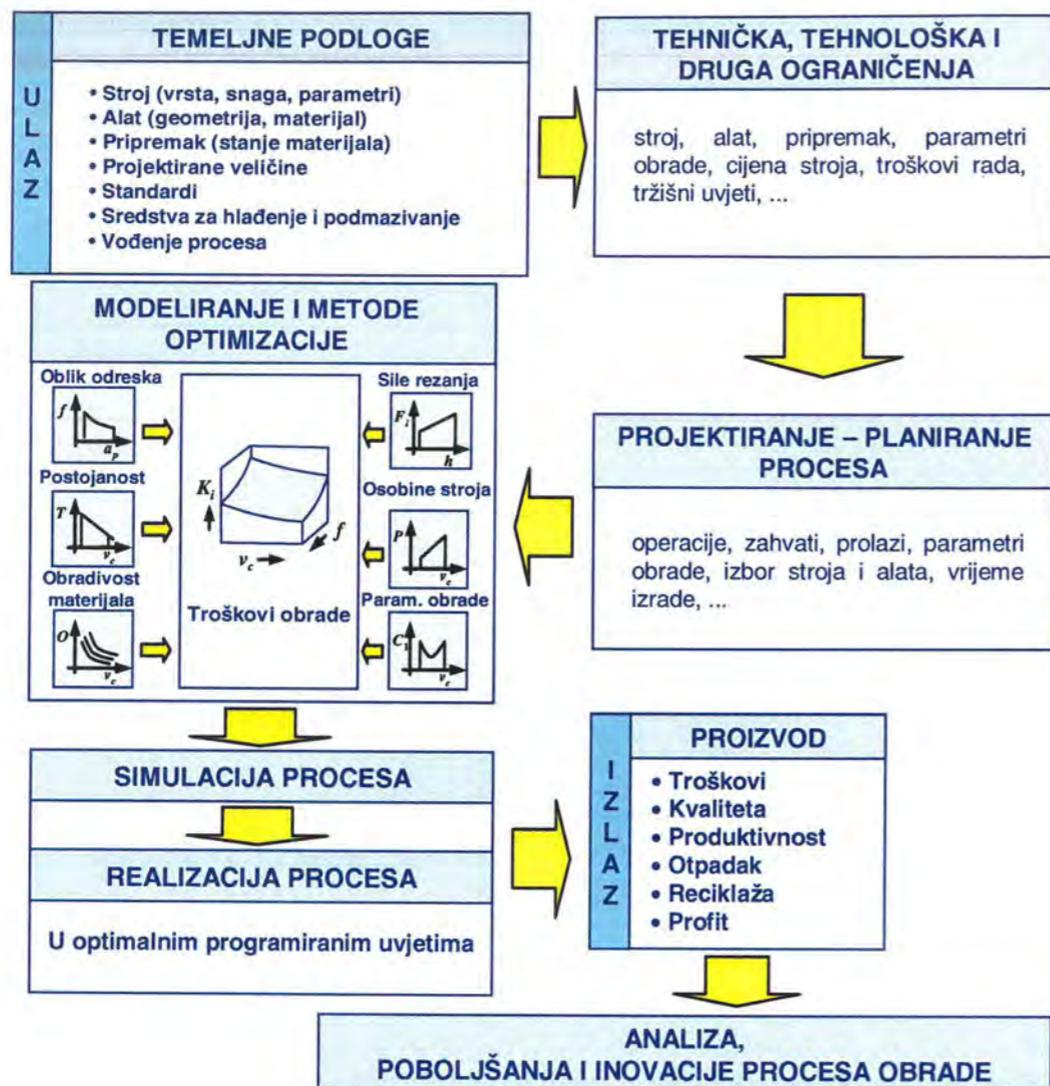 ULAZ
TEMELJNE PODLOGE
• Stroj (vrsta, snaga, parametri)
• Alat (geometrija, materijal)
• Pripremak (stanje materijala)
• Projektirane veličine
• Standardi
• Sredstva za hlađenje i podmazivanje
• Vođenje procesa
TEHNIČKA, TEHNOLOŠKA I
DRUGA OGRANIČENJA
stroj, alat, pripremak, parametri
obrade, cijena stroja, troškovi rada,
tržišni uvjeti, ...
MODELIRANJE I METODE
OPTIMIZACIJE
Oblik odreska
f
a_p
Postojanost
T
v_c
Obradivost
materijala
O
v_c
K_i
v_c
f
Troškovi obrade
Sile rezanja
F_i
h
Osobine stroja
P
v_c
Param. obrade
C_1
v_c
PROJEKTIRANJE – PLANIRANJE
PROCESA
operacije, zahvati, prolazi, parametri
obrade, izbor stroja i alata, vrijeme
izrade, ...
SIMULACIJA PROCESA
REALIZACIJA PROCESA
U optimalnim programiranim uvjetima
IZLAZ
PROIZVOD
• Troškovi
• Kvaliteta
• Produktivnost
• Otpadak
• Reciklaža
• Profit
ANALIZA,
POBOLJŠANJA I INOVACIJE PROCESA OBRADE